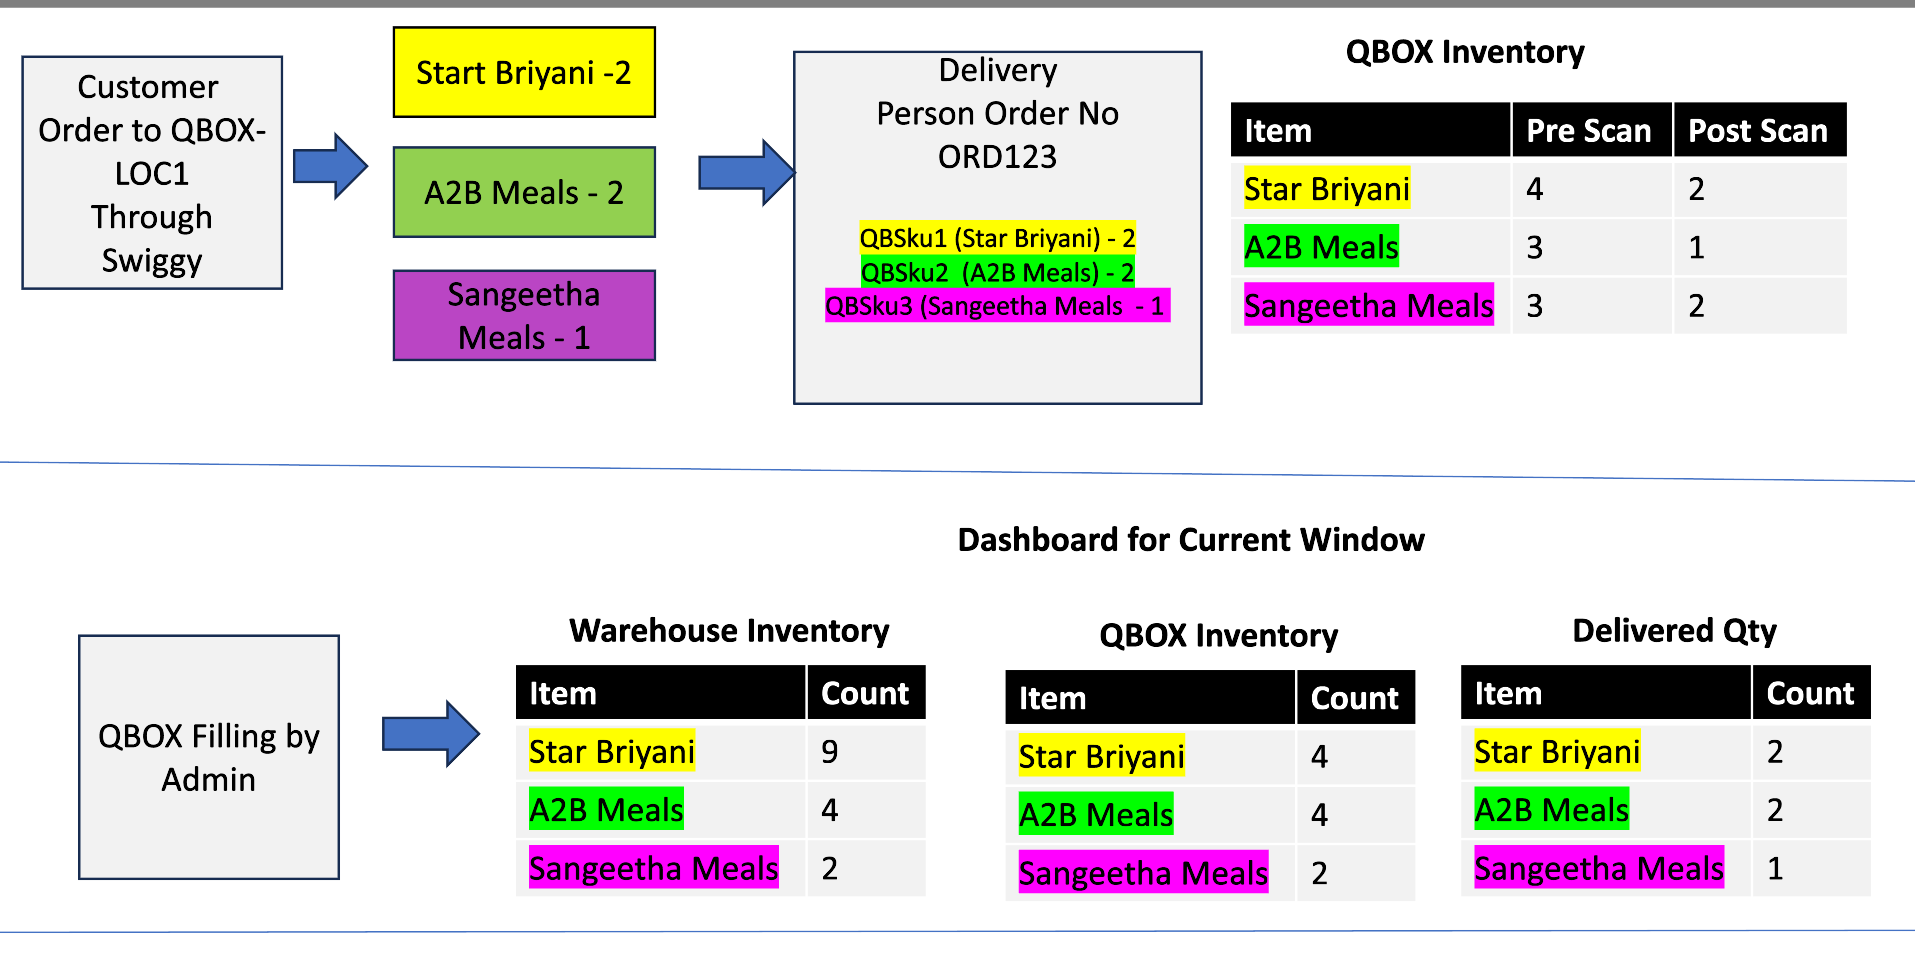 Customer
Order to QBOX-
LOC1
Through
Swiggy
Start Briyani -2
A2B Meals - 2
Sangeetha
Meals - 1
Delivery
Person Order No
ORD123
QBSku1 (Star Briyani) - 2
QBSku2  (A2B Meals) - 2
QBSku3 (Sangeetha Meals  - 1
QBOX Inventory
Item Pre Scan Post Scan
Star Briyani 4 2
A2B Meals 3 1
Sangeetha Meals 3 2
Dashboard for Current Window
QBOX Filling by
Admin
Warehouse Inventory
Item Count
Star Briyani 9
A2B Meals 4
Sangeetha Meals 2
QBOX Inventory
Item Count
Star Briyani 4
A2B Meals 4
Sangeetha Meals 2
Delivered Qty
Item Count
Star Briyani 2
A2B Meals 2
Sangeetha Meals 1